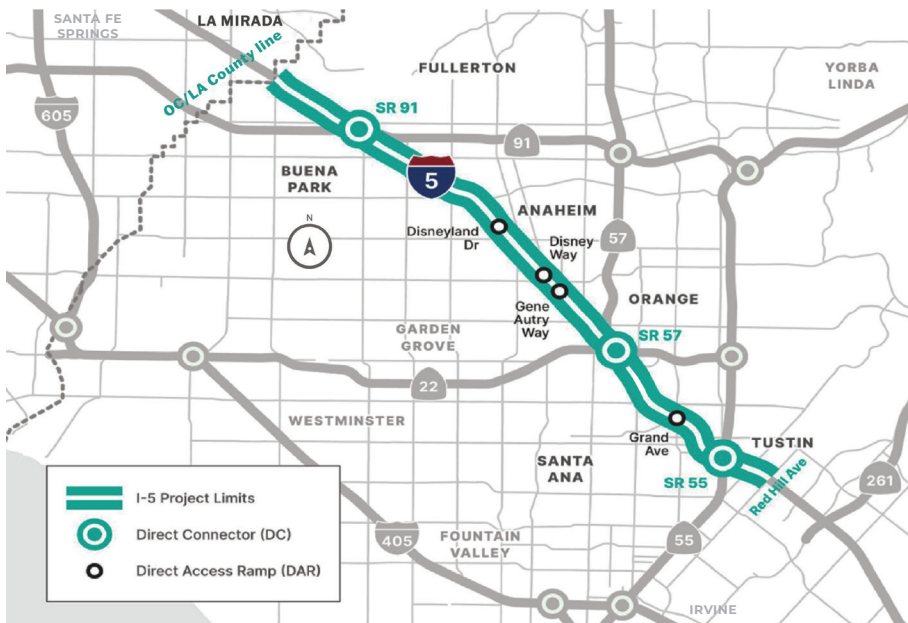 SANTA FE
SPRINGS
LA MIRADA
OC/LA County line
FULLERTON
YORBA
LINDA
SR 91
605
91
BUENA
PARK
5
ANAHEIM
Disneyland
Dr
Disney
Way
57
N
Gene
Autry
Way
ORANGE
GARDEN
GROVE
SR 57
22
WESTMINSTER
Grand
Ave
TUSTIN
SANTA
ANA
SR 55
Red Hill Ave
261
I-5 Project Limits
Direct Connector (DC)
Direct Access Ramp (DAR)
405
FOUNTAIN
VALLEY
55
IRVINE